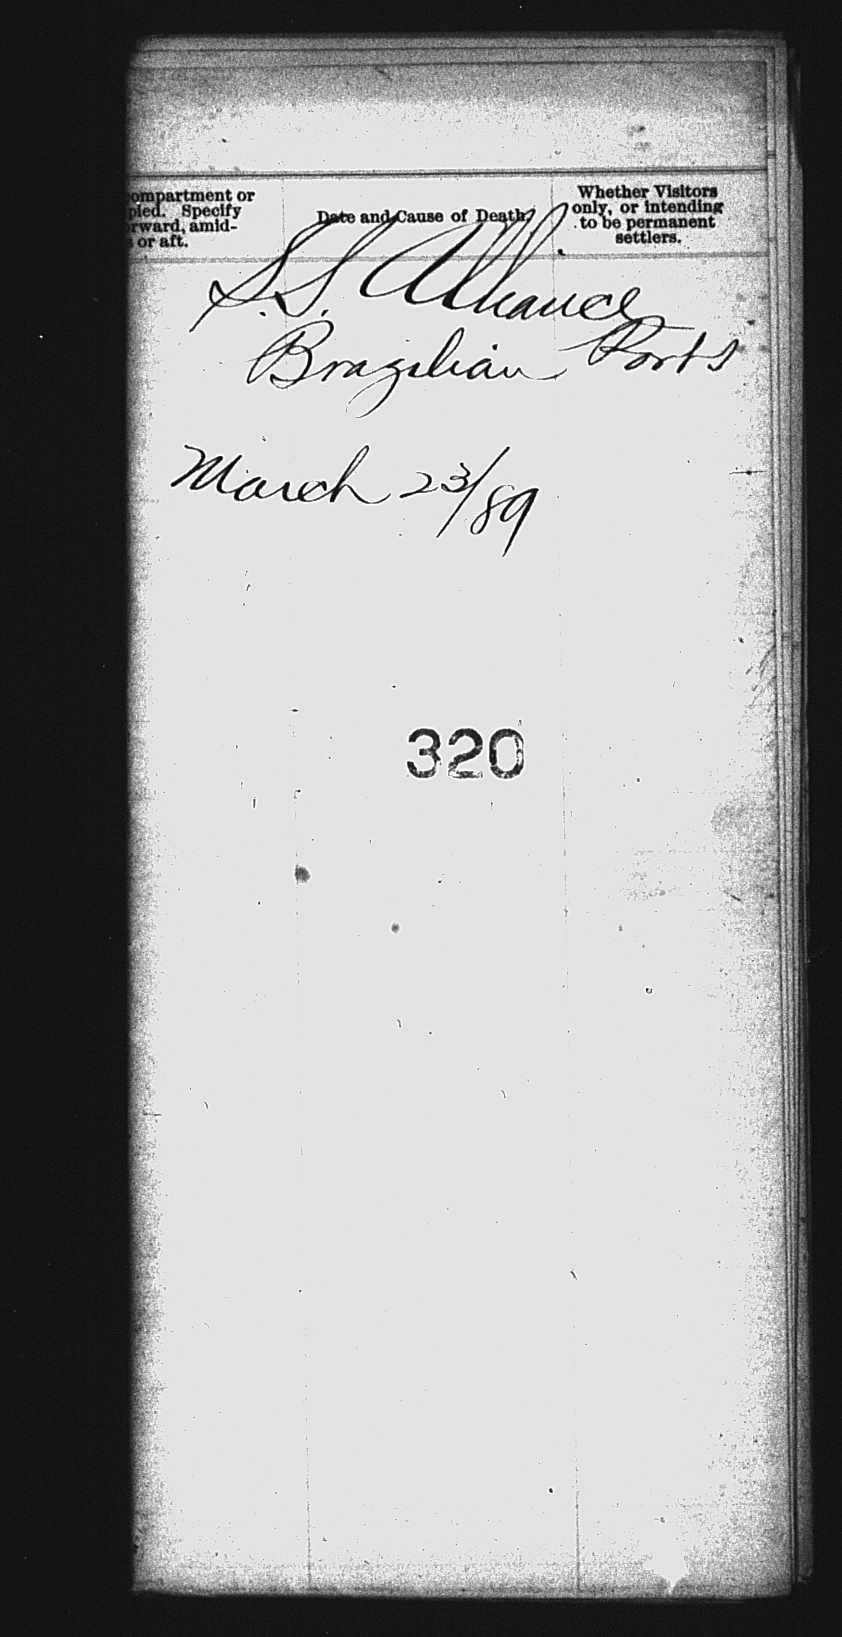 ompartment or
pied. Specify
rward, amid-
s or aft.
Date and Cause of Death.
Whether Visitors
only, or intending
to be permanent
settlers.
S.S. Alliance
Brazilian Ports
March 23/89
320